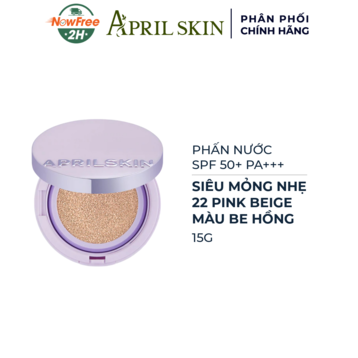 NowFree
2H
APRIL SKIN
PHÂN PHỐI
CHÍNH HÃNG
APRILSKIN
PHẤN NƯỚC
SPF 50+ PA+++
SIÊU MỎNG NHẸ
22 PINK BEIGE
MÀU BE HỒNG
15G